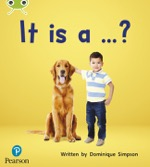 It is a ...?
Written by Dominique Simpson
Pearson